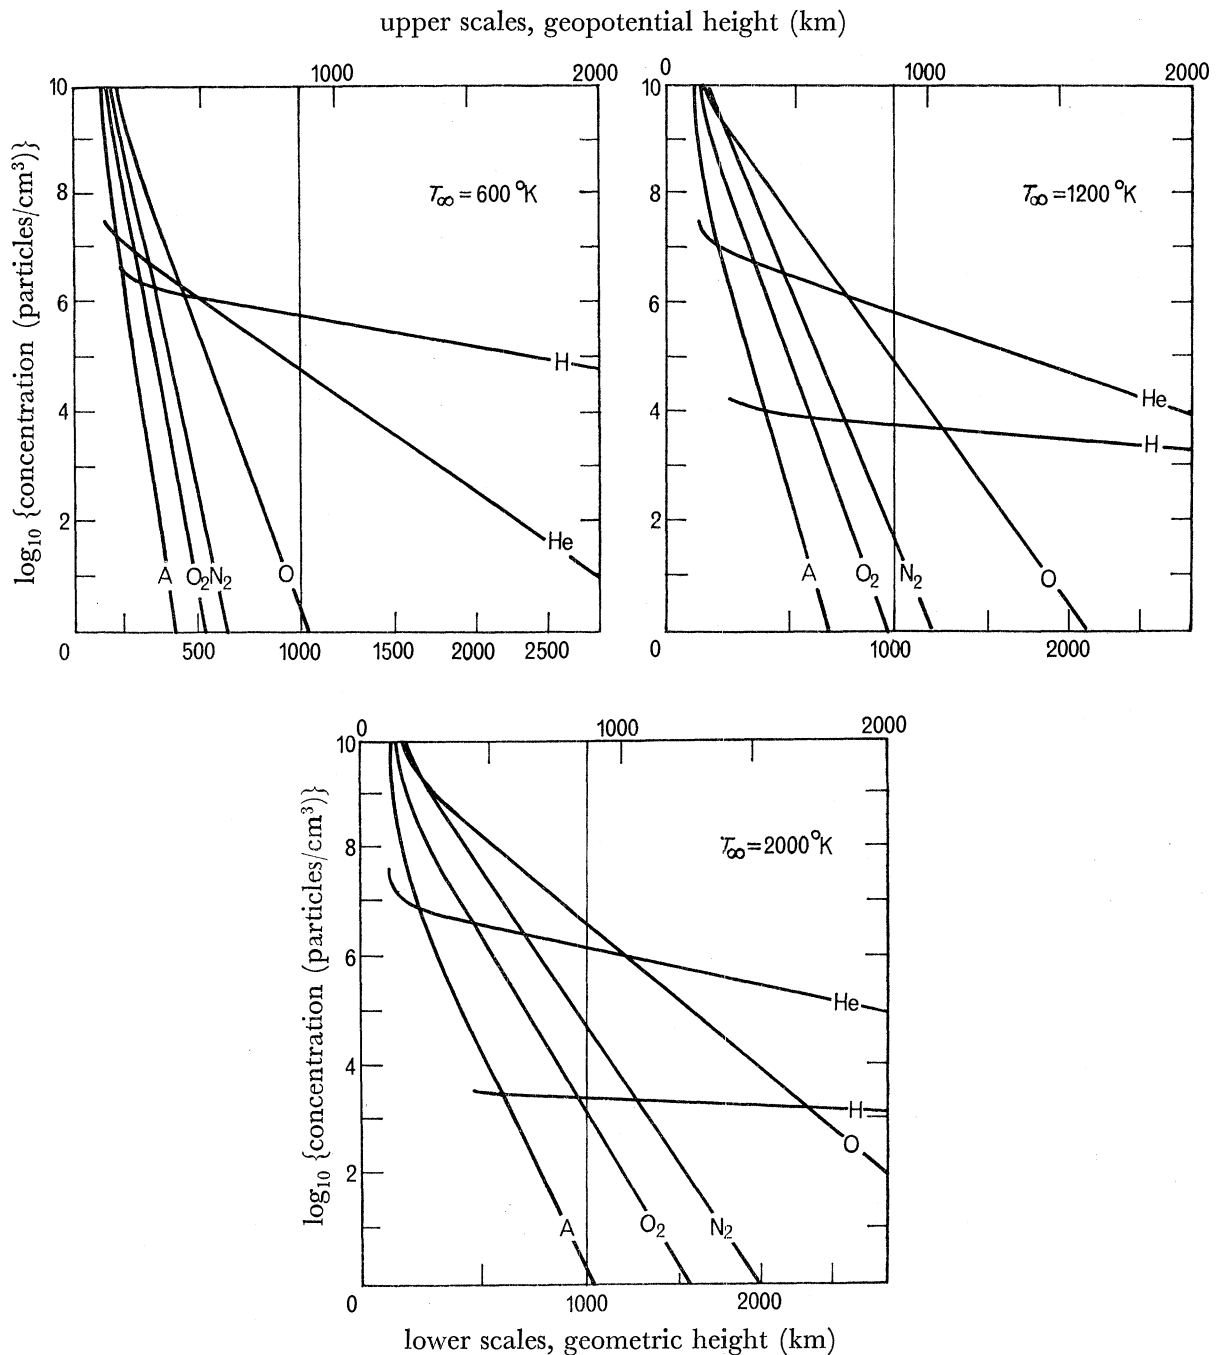 upper scales, geopotential height (km)
1000 2000
10
8
6
4
2
0 500 1000 1500 2000 2500
log₁₀ {concentration (particles/cm³)}
T∞ = 600 °K
H
He
A O₂ N₂ O
0 1000 2000
10
8
6
4
2
0 1000 2000
T∞ = 1200 °K
He
H
A O₂ N₂ O
0 1000 2000
10
8
6
4
2
0 1000 2000
log₁₀ {concentration (particles/cm³)}
T∞ = 2000 °K
He
H
O
A O₂ N₂
lower scales, geometric height (km)